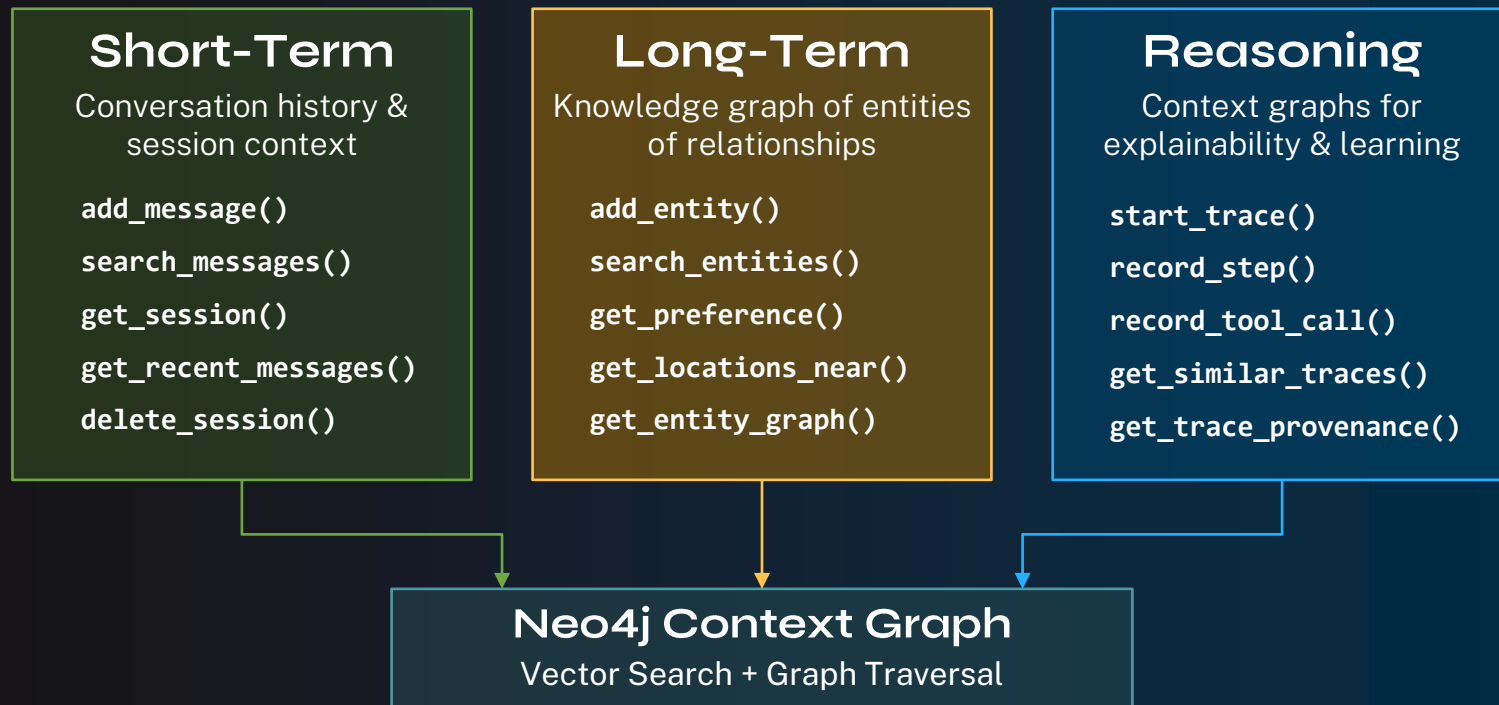 Short-Term
Conversation history &
session context
add_message()
search_messages()
get_session()
get_recent_messages()
delete_session()
Long-Term
Knowledge graph of entities
of relationships
add_entity()
search_entities()
get_preference()
get_locations_near()
get_entity_graph()
Reasoning
Context graphs for
explainability & learning
start_trace()
record_step()
record_tool_call()
get_similar_traces()
get_trace_provenance()
Neo4j Context Graph
Vector Search + Graph Traversal